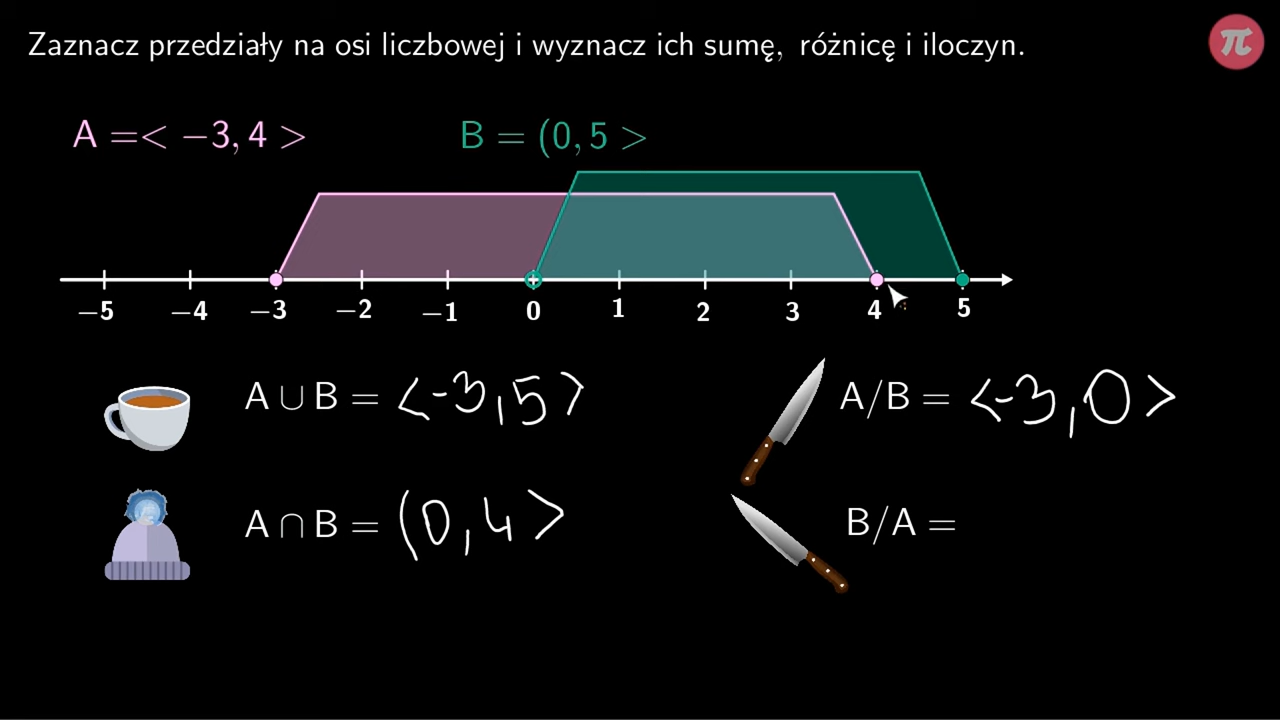 Zaznacz przedziały na osi liczbowej i wyznacz ich sumę, różnicę i iloczyn.
π
A =< −3, 4 >
B = (0, 5 >
−5 −4 −3 −2 −1 0 1 2 3 4 5
A ∪ B = <-3,5>
A/B = <-3,0>
A ∩ B = (0,4>
B/A =